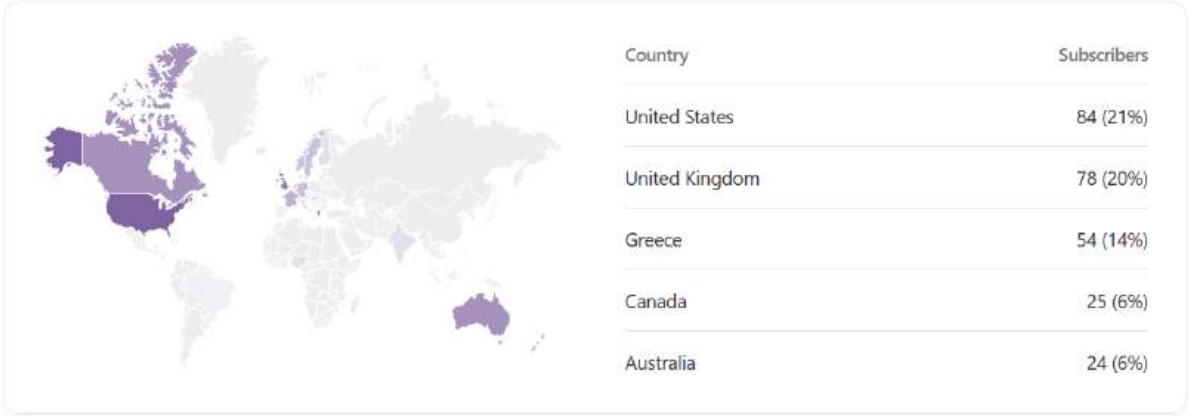 Country Subscribers
United States 84 (21%)
United Kingdom 78 (20%)
Greece 54 (14%)
Canada 25 (6%)
Australia 24 (6%)